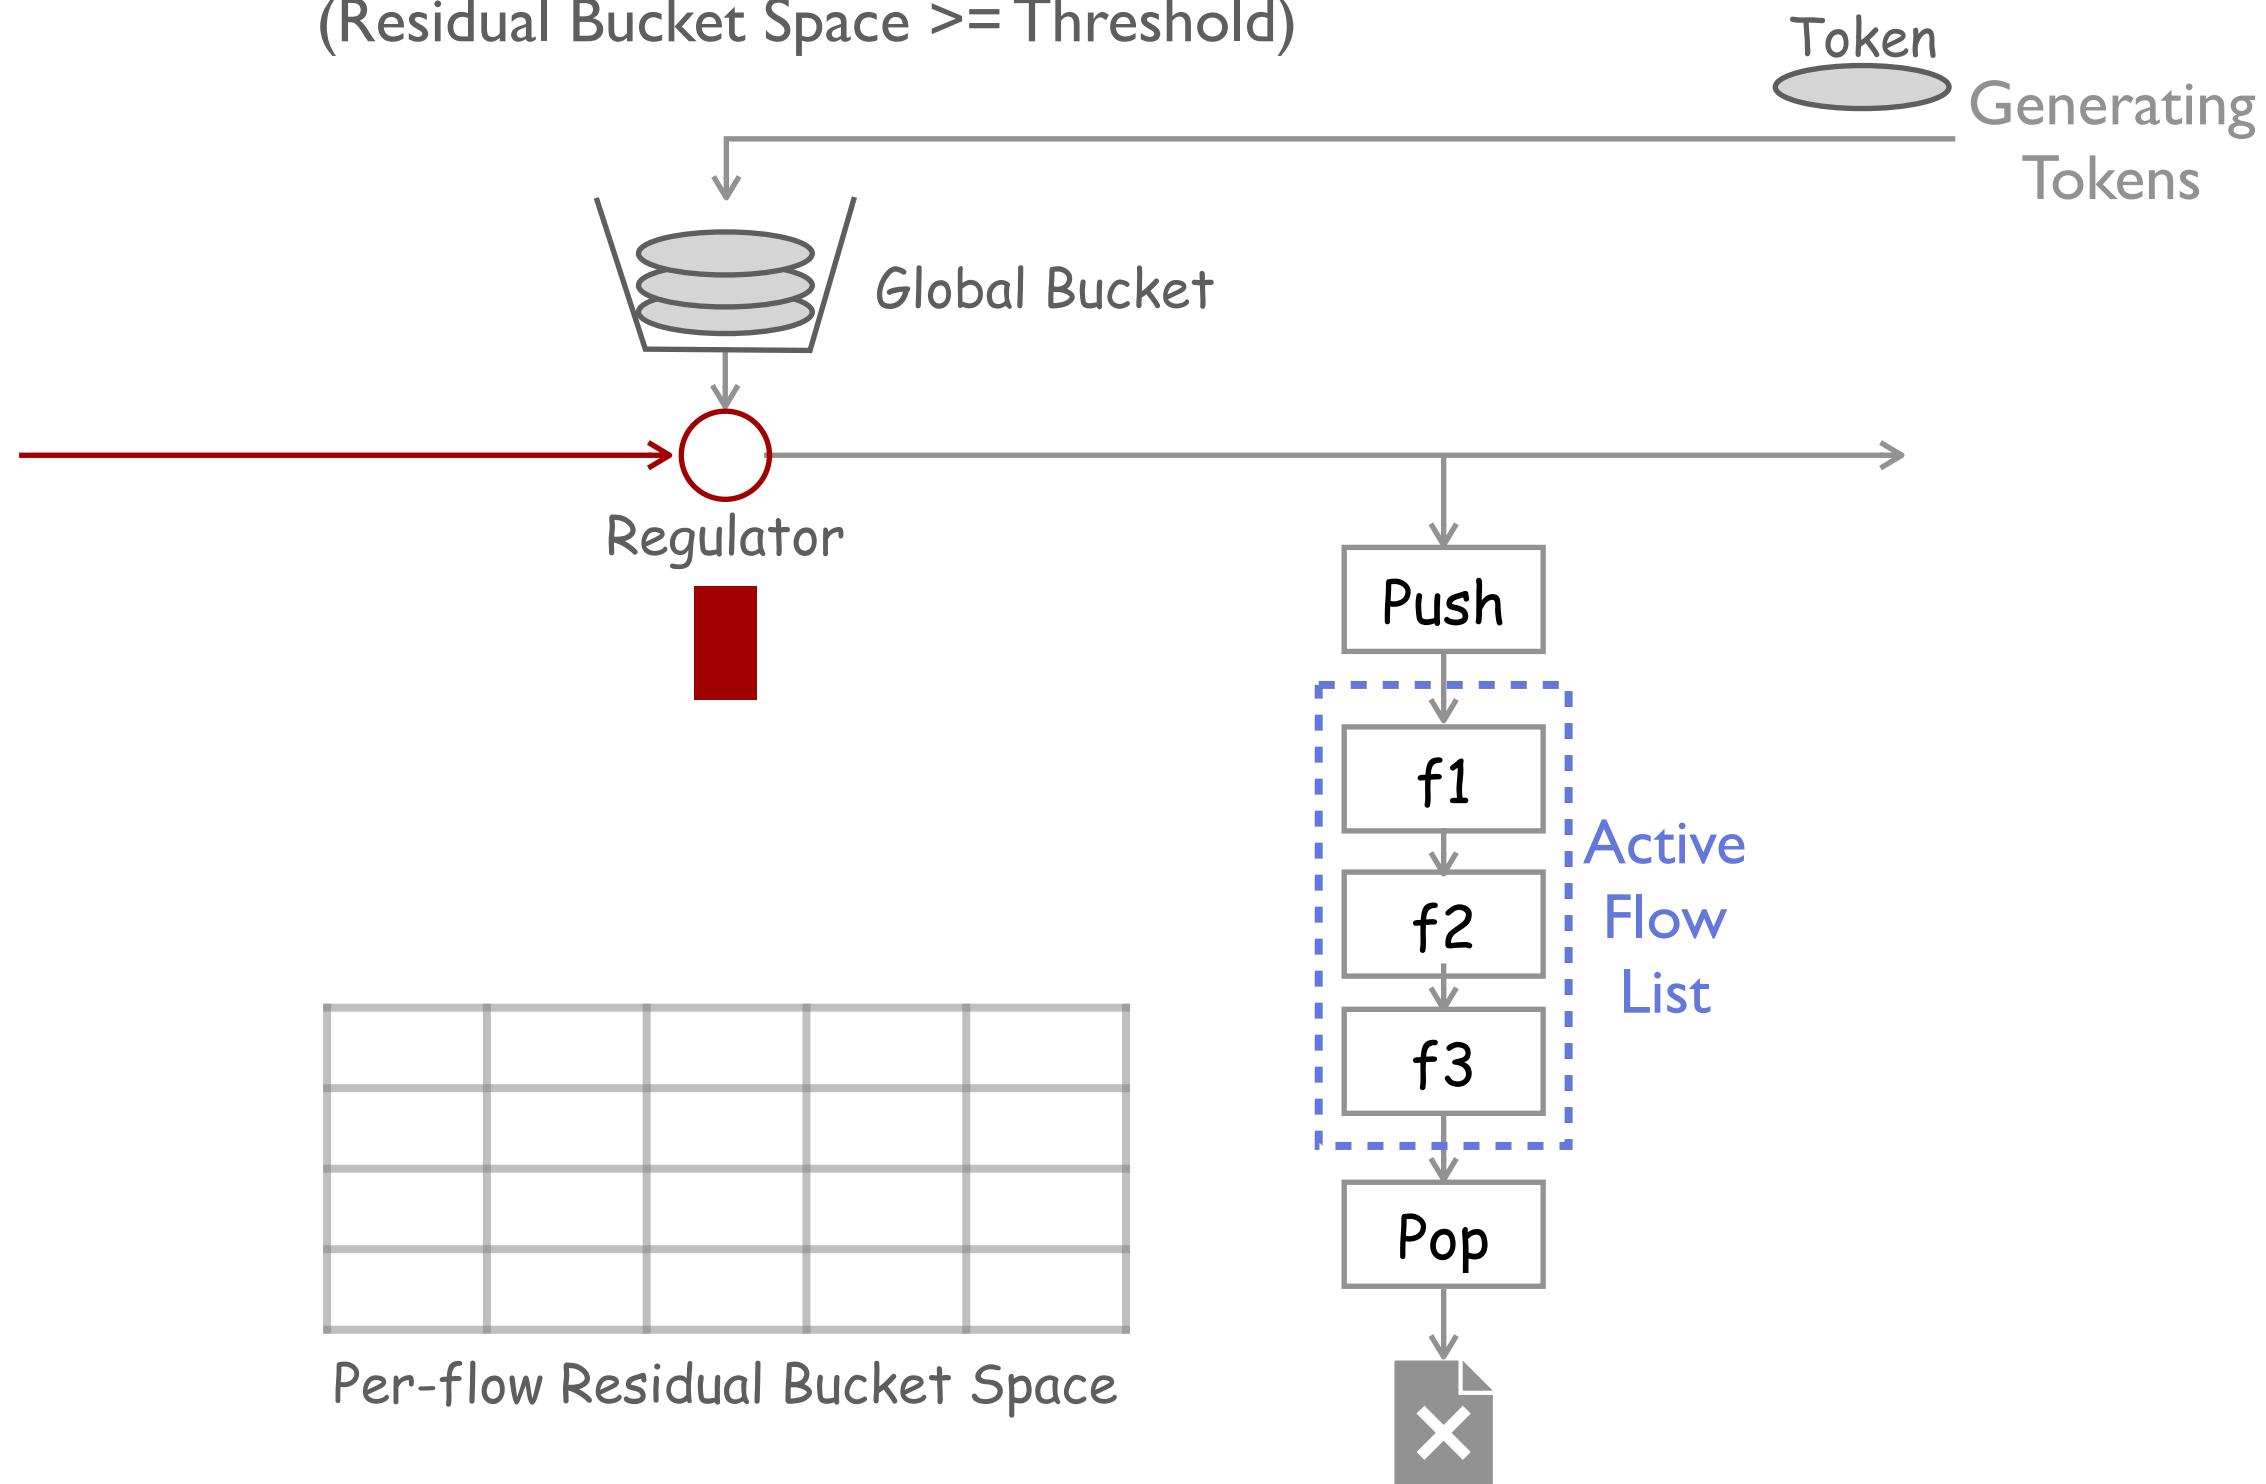 (Residual Bucket Space >= Threshold)
Token
Generating
Tokens
Global Bucket
Regulator
Push
f1
f2
f3
Active
Flow
List
Pop
Per-flow Residual Bucket Space